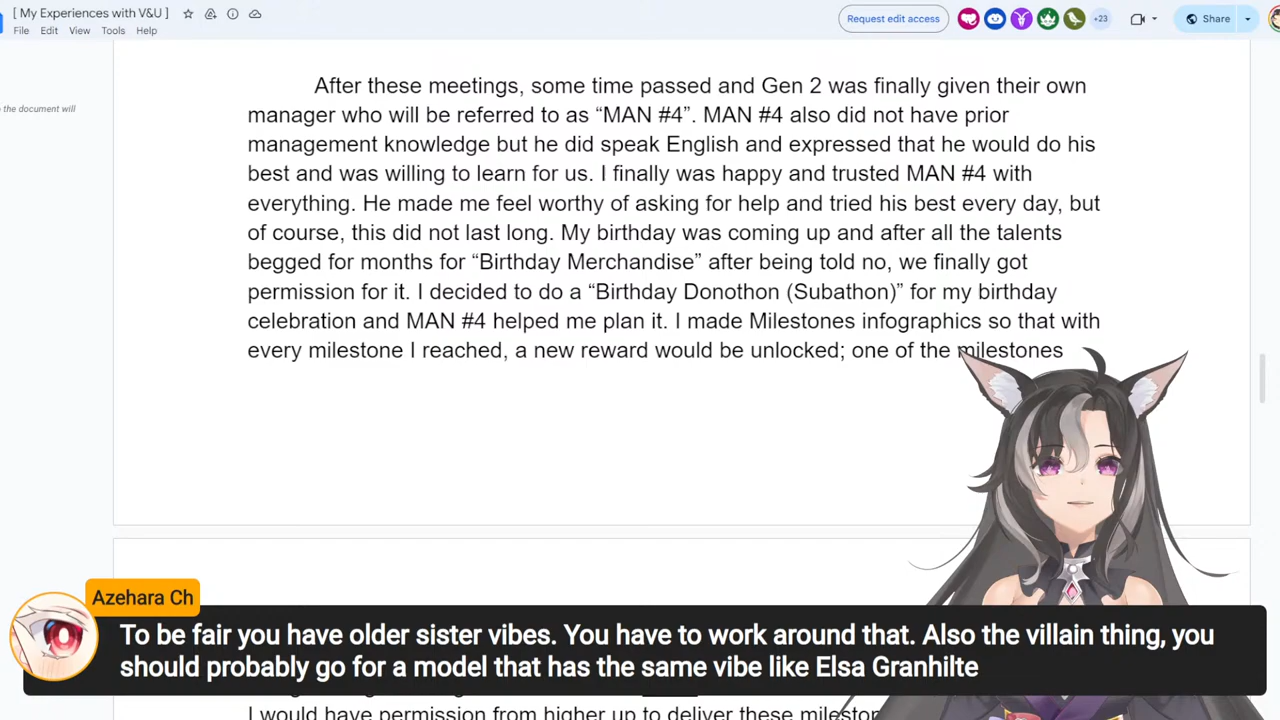 [ My Experiences with V&U ]
File Edit View Tools Help
Request edit access
+23
Share
the document will
After these meetings, some time passed and Gen 2 was finally given their own
manager who will be referred to as “MAN #4”. MAN #4 also did not have prior
management knowledge but he did speak English and expressed that he would do his
best and was willing to learn for us. I finally was happy and trusted MAN #4 with
everything. He made me feel worthy of asking for help and tried his best every day, but
of course, this did not last long. My birthday was coming up and after all the talents
begged for months for “Birthday Merchandise” after being told no, we finally got
permission for it. I decided to do a “Birthday Donothon (Subathon)” for my birthday
celebration and MAN #4 helped me plan it. I made Milestones infographics so that with
every milestone I reached, a new reward would be unlocked; one of the milestones
Azehara Ch
To be fair you have older sister vibes. You have to work around that. Also the villain thing, you
should probably go for a model that has the same vibe like Elsa Granhilte
I would have permission from higher up to deliver these